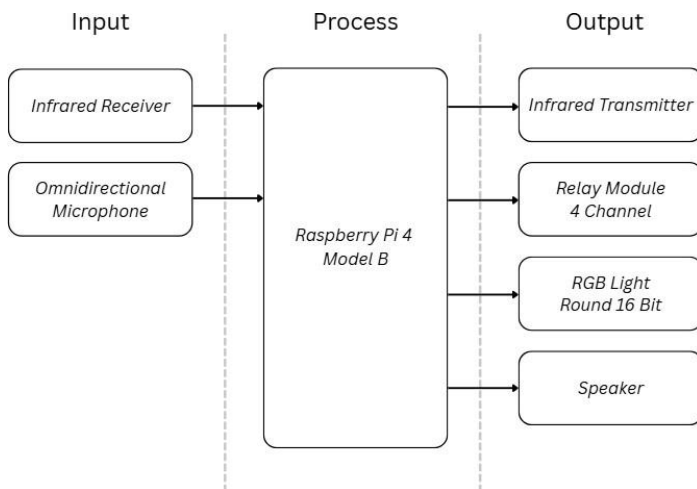 Input
Process
Output
Infrared Receiver
Omnidirectional
Microphone
Raspberry Pi 4
Model B
Infrared Transmitter
Relay Module
4 Channel
RGB Light
Round 16 Bit
Speaker